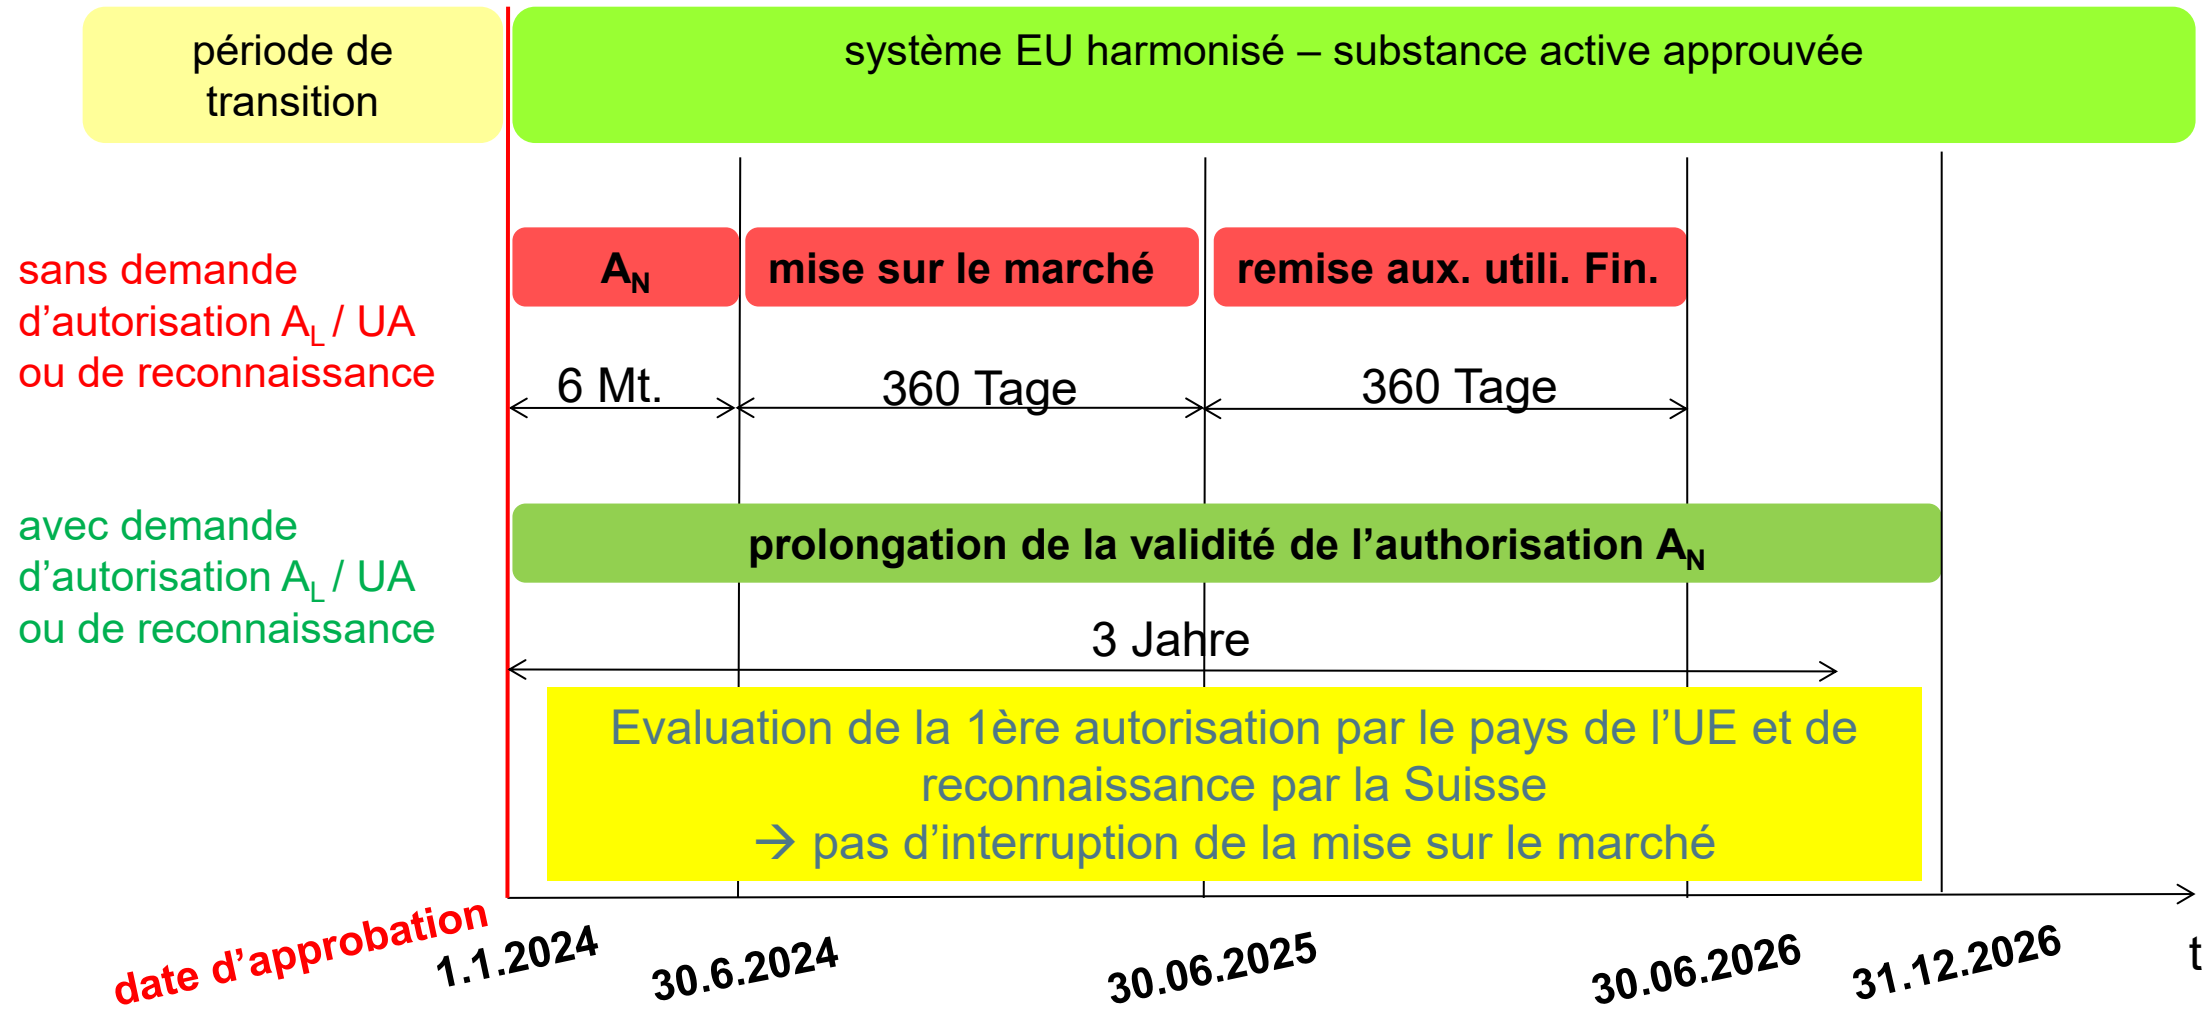 période de
transition
système EU harmonisé – substance active approuvée
sans demande
d’autorisation AL / UA
ou de reconnaissance
AN
mise sur le marché
remise aux. utili. Fin.
6 Mt.
360 Tage
360 Tage
avec demande
d’autorisation AL / UA
ou de reconnaissance
prolongation de la validité de l’authorisation AN
3 Jahre
Evaluation de la 1ère autorisation par le pays de l’UE et de
reconnaissance par la Suisse
→ pas d’interruption de la mise sur le marché
date d’approbation
1.1.2024
30.6.2024
30.06.2025
30.06.2026
31.12.2026
t